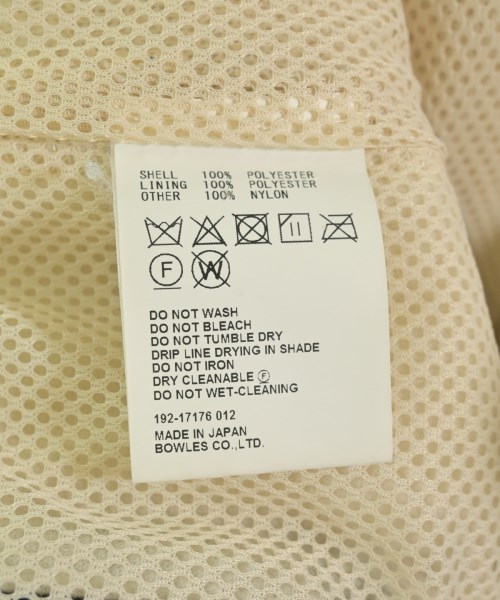 SHELL 100% POLYESTER
LINING 100% POLYESTER
OTHER 100% NYLON
F W
DO NOT WASH
DO NOT BLEACH
DO NOT TUMBLE DRY
DRIP LINE DRYING IN SHADE
DO NOT IRON
DRY CLEANABLE Ⓕ
DO NOT WET-CLEANING
192-17176 012
MADE IN JAPAN
BOWLES CO.,LTD.